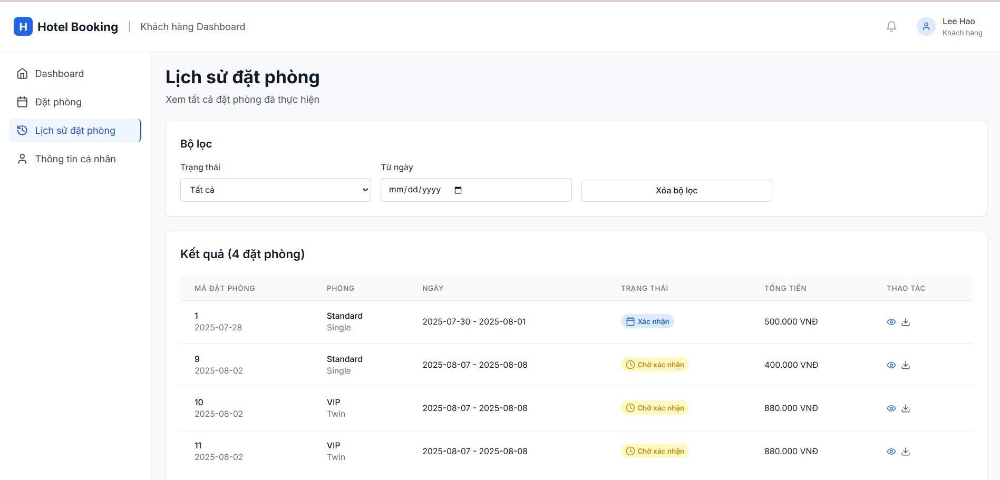 H Hotel Booking | Khách hàng Dashboard
Lee Hao
Khách hàng
Dashboard
Đặt phòng
Lịch sử đặt phòng
Thông tin cá nhân
Lịch sử đặt phòng
Xem tất cả đặt phòng đã thực hiện
Bộ lọc
Trạng thái
Từ ngày
Tất cả
mm/dd/yyyy
Xóa bộ lọc
Kết quả (4 đặt phòng)
MÃ ĐẶT PHÒNG PHÒNG NGÀY TRẠNG THÁI TỔNG TIỀN THAO TÁC
1 Standard
2025-07-28 Single
2025-07-30 - 2025-08-01 Xác nhận 500.000 VNĐ
9 Standard
2025-08-02 Single
2025-08-07 - 2025-08-08 Chờ xác nhận 400.000 VNĐ
10 VIP
2025-08-02 Twin
2025-08-07 - 2025-08-08 Chờ xác nhận 880.000 VNĐ
11 VIP
2025-08-02 Twin
2025-08-07 - 2025-08-08 Chờ xác nhận 880.000 VNĐ